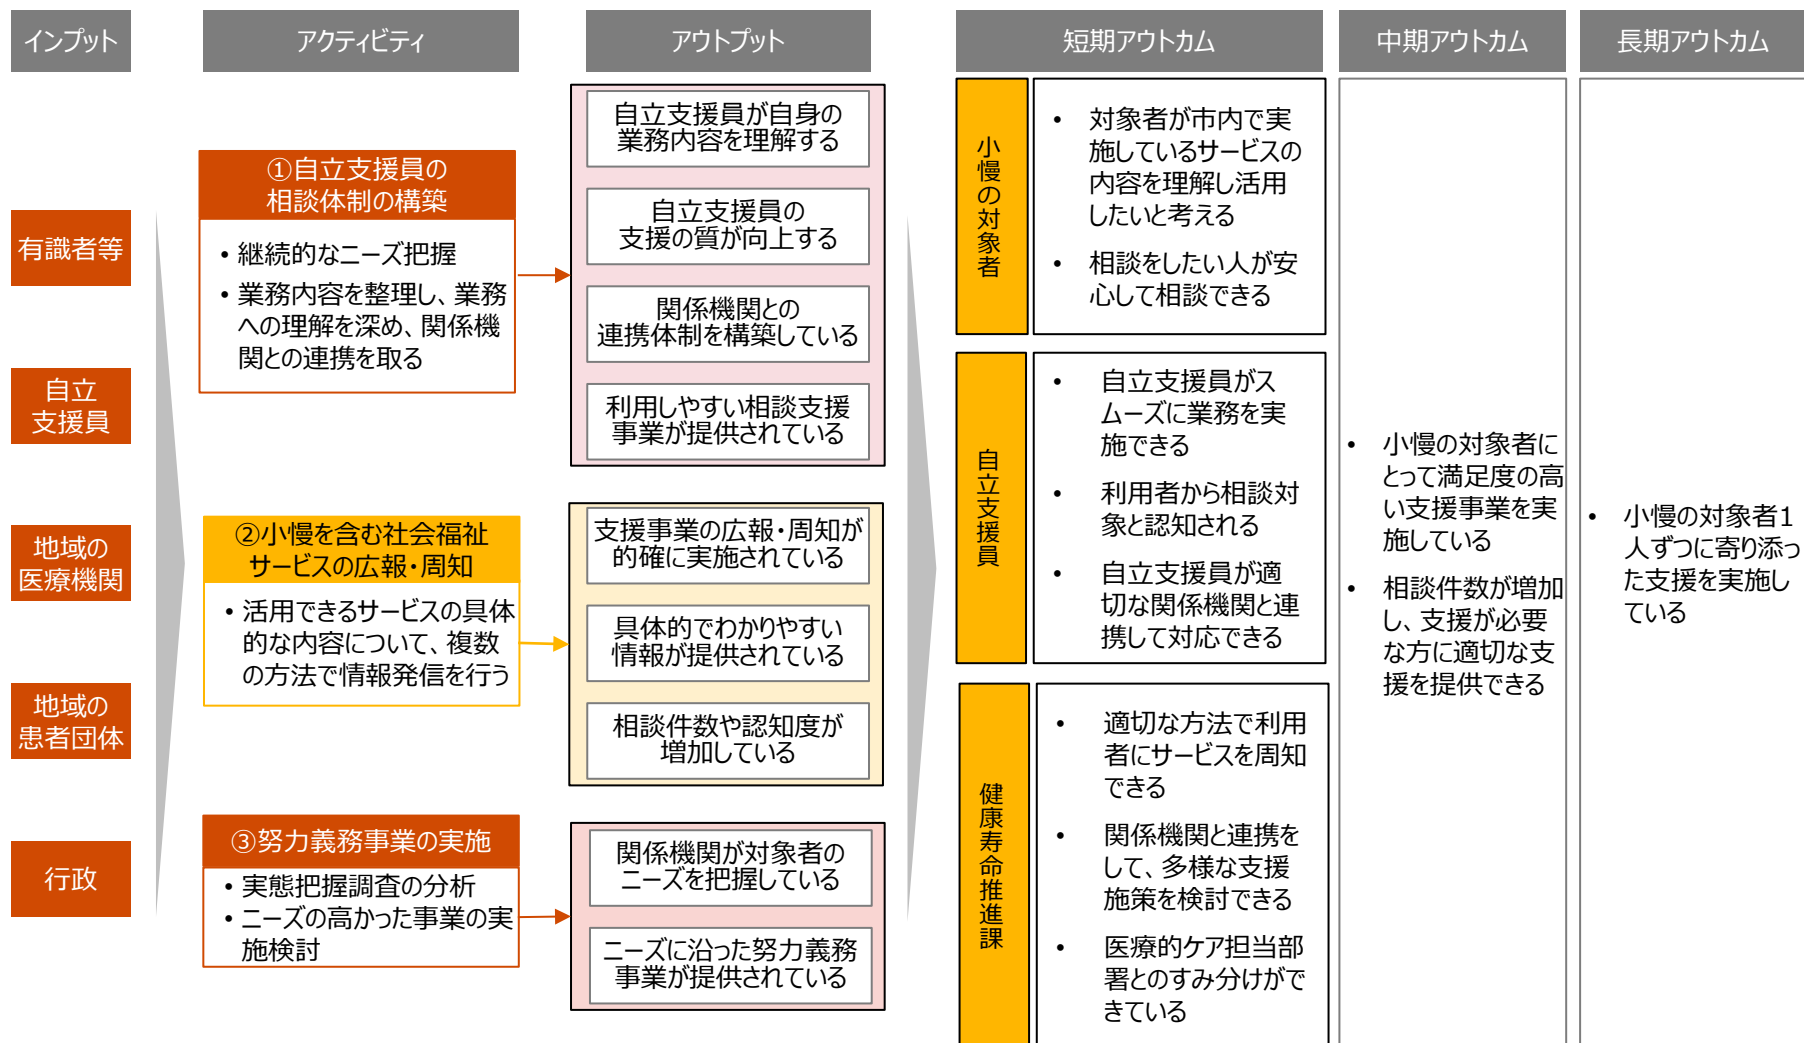 インプット
アクティビティ
アウトプット
短期アウトカム
中期アウトカム
長期アウトカム
有識者等
自立
支援員
地域の
医療機関
地域の
患者団体
行政
①自立支援員の
相談体制の構築
• 継続的なニーズ把握
• 業務内容を整理し、業務
への理解を深め、関係機
関との連携を取る
②小慢を含む社会福祉
サービスの広報・周知
• 活用できるサービスの具体
的な内容について、複数
の方法で情報発信を行う
③努力義務事業の実施
• 実態把握調査の分析
• ニーズの高かった事業の実
施検討
自立支援員が自身の
業務内容を理解する
自立支援員の
支援の質が向上する
関係機関との
連携体制を構築している
利用しやすい相談支援
事業が提供されている
支援事業の広報・周知が
的確に実施されている
具体的でわかりやすい
情報が提供されている
相談件数や認知度が
増加している
関係機関が対象者の
ニーズを把握している
ニーズに沿った努力義務
事業が提供されている
小慢の対象者
• 対象者が市内で実
施しているサービスの
内容を理解し活用
したいと考える
• 相談をしたい人が安
心して相談できる
自立支援員
• 自立支援員がス
ムーズに業務を実
施できる
• 利用者から相談対
象と認知される
• 自立支援員が適
切な関係機関と連
携して対応できる
健康寿命推進課
• 適切な方法で利用
者にサービスを周知
できる
• 関係機関と連携を
して、多様な支援
施策を検討できる
• 医療的ケア担当部
署とのすみ分けがで
きている
• 小慢の対象者に
とって満足度の高
い支援事業を実
施している
• 相談件数が増加
し、支援が必要
な方に適切な支
援を提供できる
• 小慢の対象者1
人ずつに寄り添っ
た支援を実施し
ている